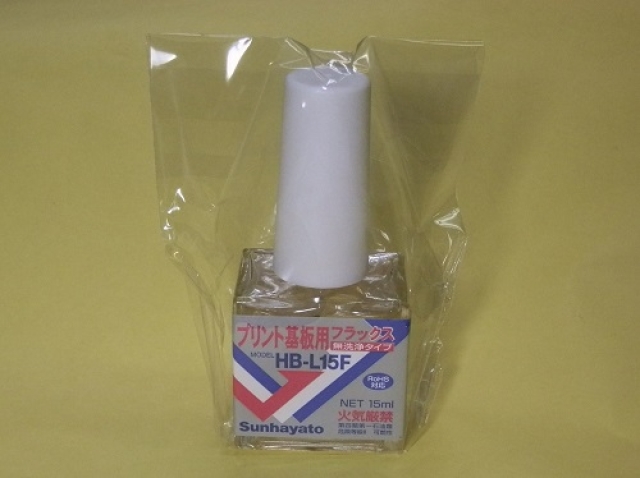 プリント基板用フラックス
無洗浄タイプ
MODEL HB-L15F
RoHS
対応
NET 15ml
火気厳禁
Sunhayato